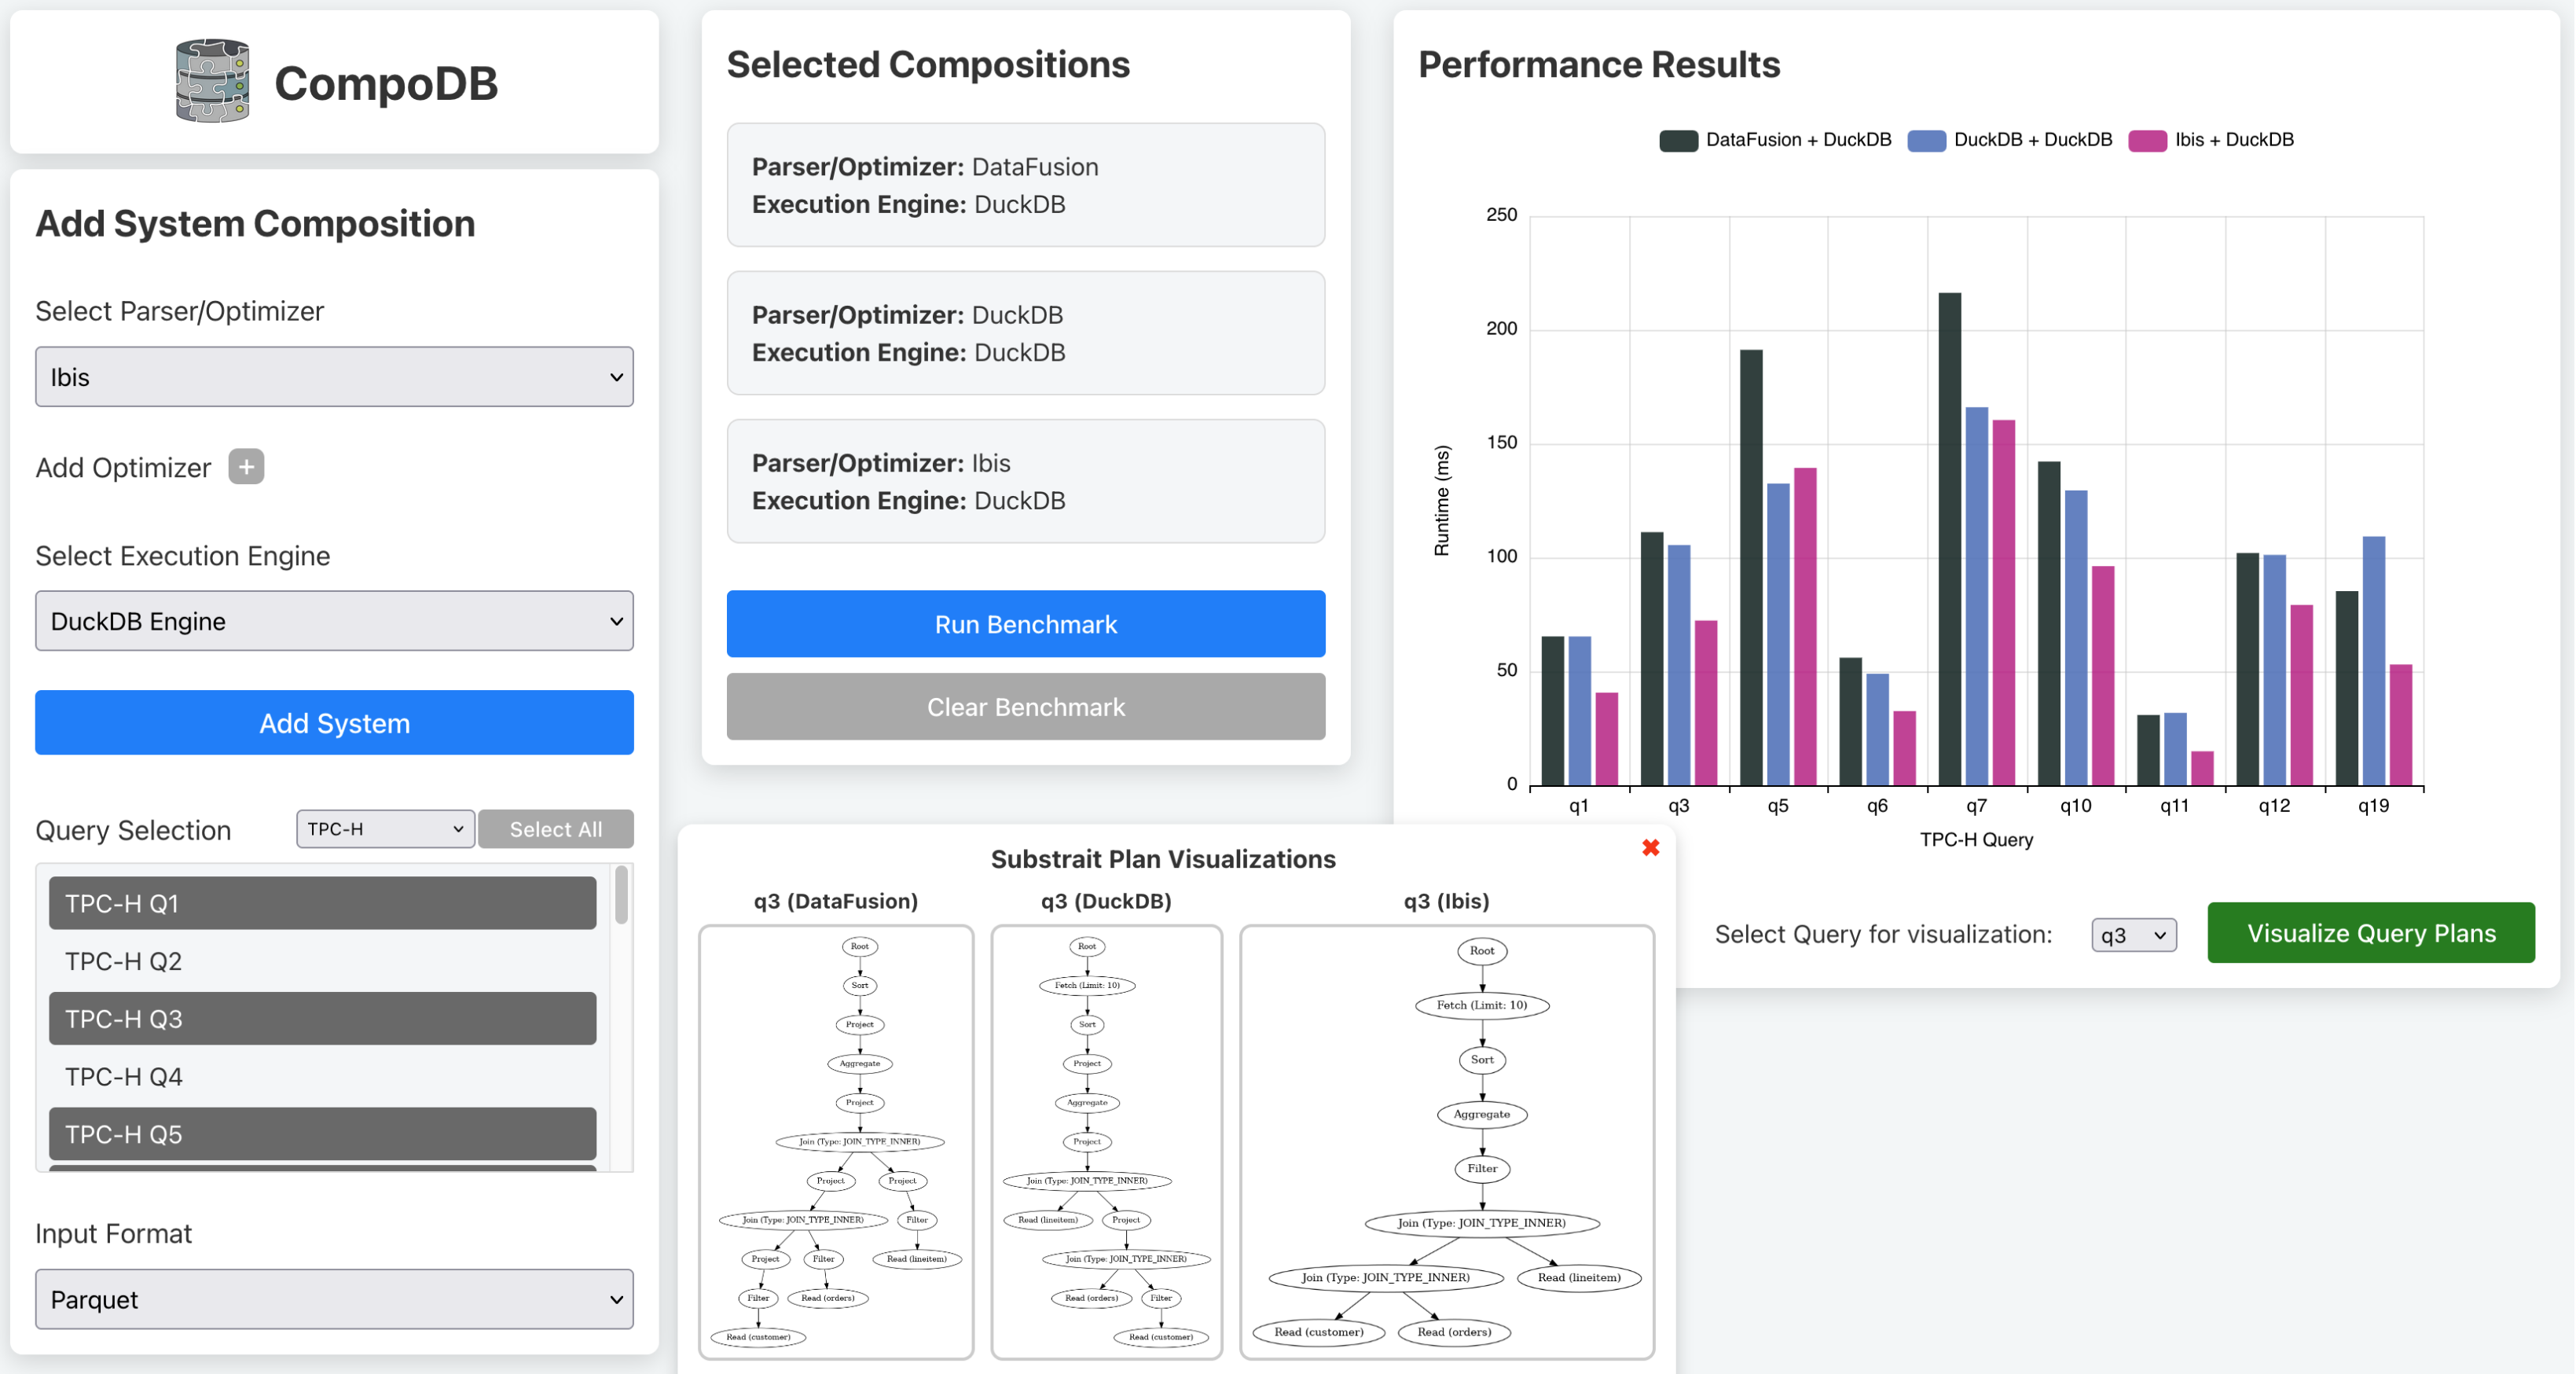 CompoDB
Add System Composition
Select Parser/Optimizer
Ibis
Add Optimizer +
Select Execution Engine
DuckDB Engine
Add System
Query Selection TPC-H Select All
TPC-H Q1
TPC-H Q2
TPC-H Q3
TPC-H Q4
TPC-H Q5
Input Format
Parquet
Selected Compositions
Parser/Optimizer: DataFusion
Execution Engine: DuckDB
Parser/Optimizer: DuckDB
Execution Engine: DuckDB
Parser/Optimizer: Ibis
Execution Engine: DuckDB
Run Benchmark
Clear Benchmark
Performance Results
DataFusion + DuckDB DuckDB + DuckDB Ibis + DuckDB
250
200
150
100
50
0
Runtime (ms)
q1 q3 q5 q6 q7 q10 q11 q12 q19
TPC-H Query
Select Query for visualization: q3 Visualize Query Plans
Substrait Plan Visualizations
q3 (DataFusion)
Root
Sort
Project
Aggregate
Project
Join (Type: JOIN_TYPE_INNER)
Project Project
Join (Type: JOIN_TYPE_INNER) Filter
Project Filter Read (lineitem)
Filter Read (orders)
Read (customer)
q3 (DuckDB)
Root
Fetch (Limit: 10)
Sort
Project
Aggregate
Project
Join (Type: JOIN_TYPE_INNER)
Read (lineitem) Project
Join (Type: JOIN_TYPE_INNER)
Read (orders) Filter
Read (customer)
q3 (Ibis)
Root
Fetch (Limit: 10)
Sort
Aggregate
Filter
Join (Type: JOIN_TYPE_INNER)
Join (Type: JOIN_TYPE_INNER) Read (lineitem)
Read (customer) Read (orders)